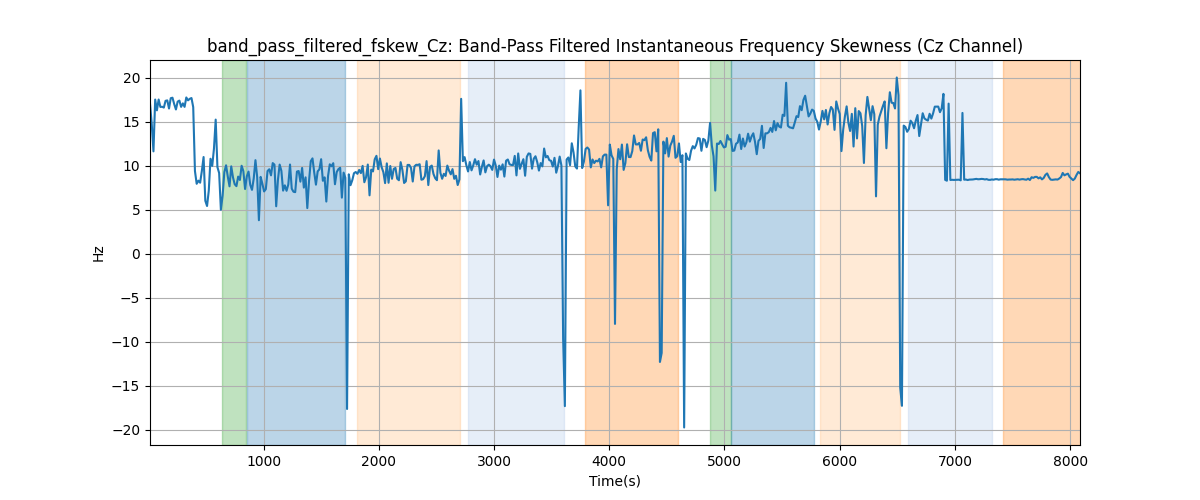 band_pass_filtered_fskew_Cz: Band-Pass Filtered Instantaneous Frequency Skewness (Cz Channel)
20
15
10
5
0
−5
−10
−15
−20
Hz
1000 2000 3000 4000 5000 6000 7000 8000
Time(s)